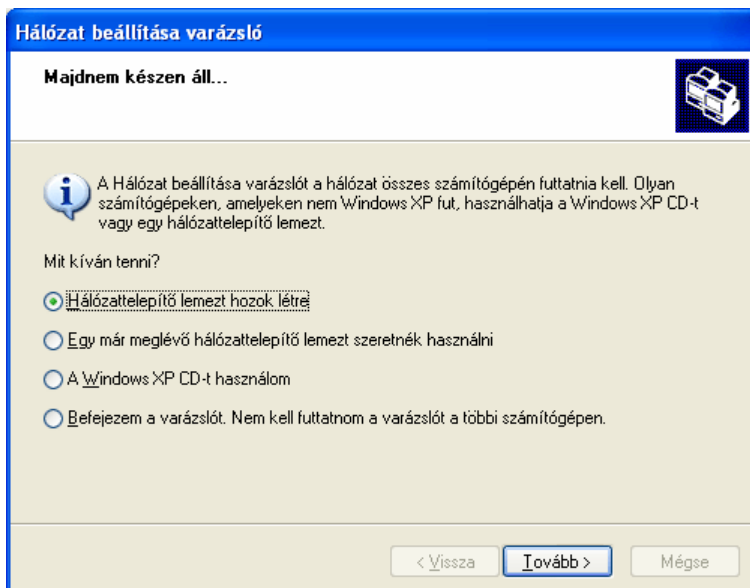 Hálózat beállítása varázsló
Majdnem készen áll...
A Hálózat beállítása varázslót a hálózat összes számítógépén futtatnia kell. Olyan
számítógépeken, amelyeken nem Windows XP fut, használhatja a Windows XP CD-t
vagy egy hálózattelepítő lemezt.
Mit kíván tenni?
Hálózattelepítő lemezt hozok létre
Egy már meglévő hálózattelepítő lemezt szeretnék használni
A Windows XP CD-t használom
Befejezem a varázslót. Nem kell futtatnom a varázslót a többi számítógépen.
< Vissza
Tovább >
Mégse